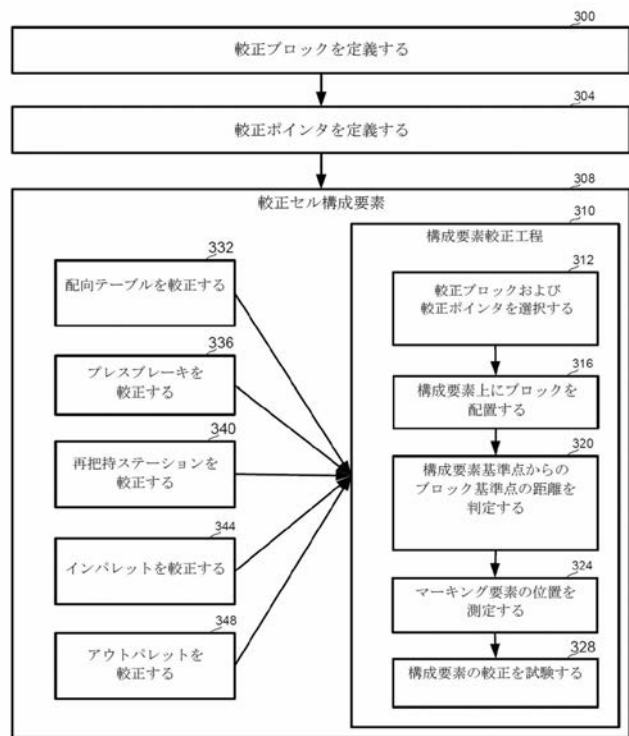 300
較正ブロックを定義する
304
較正ポインタを定義する
308
較正セル構成要素
332
配向テーブルを較正する
336
プレスブレーキを
較正する
340
再把持ステーションを
較正する
344
インパレットを較正する
348
アウトパレットを
較正する
310
構成要素較正工程
312
較正ブロックおよび
較正ポインタを選択する
316
構成要素上にブロックを
配置する
320
構成要素基準点からの
ブロック基準点の距離を
判定する
324
マーキング要素の位置を
測定する
328
構成要素の較正を試験する